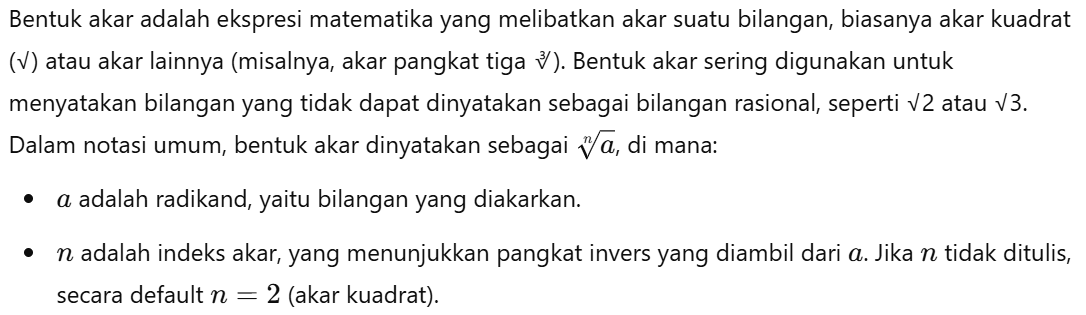 Bentuk akar adalah ekspresi matematika yang melibatkan akar suatu bilangan, biasanya akar kuadrat
(√) atau akar lainnya (misalnya, akar pangkat tiga ∛). Bentuk akar sering digunakan untuk
menyatakan bilangan yang tidak dapat dinyatakan sebagai bilangan rasional, seperti √2 atau √3.
Dalam notasi umum, bentuk akar dinyatakan sebagai ⁿ√a, di mana:
• a adalah radikand, yaitu bilangan yang diakarkan.
• n adalah indeks akar, yang menunjukkan pangkat invers yang diambil dari a. Jika n tidak ditulis,
secara default n = 2 (akar kuadrat).